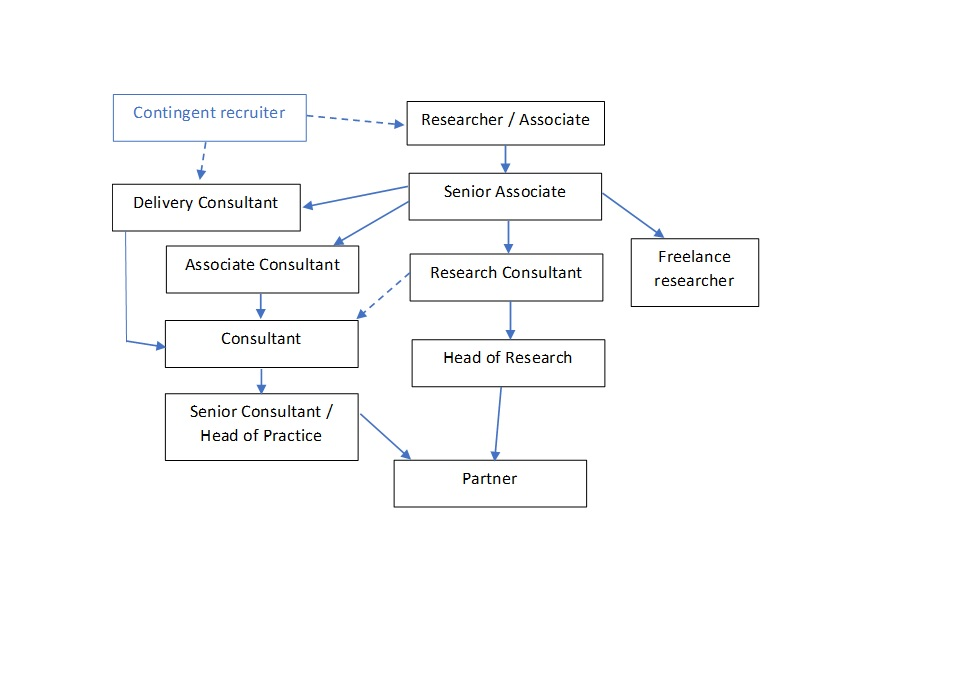 Contingent recruiter
Researcher / Associate
Senior Associate
Delivery Consultant
Freelance
researcher
Associate Consultant
Research Consultant
Consultant
Head of Research
Senior Consultant /
Head of Practice
Partner